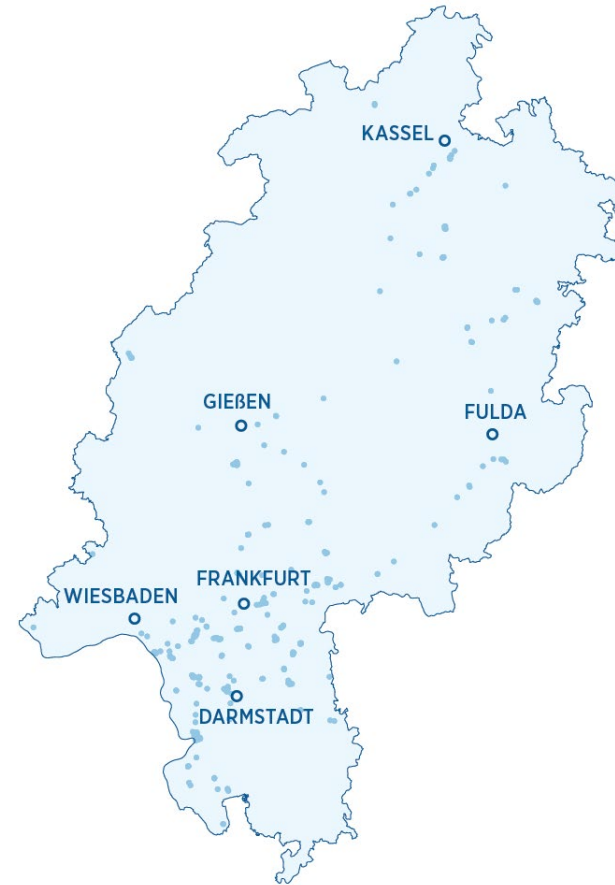 KASSEL
GIEßEN
FULDA
FRANKFURT
WIESBADEN
DARMSTADT